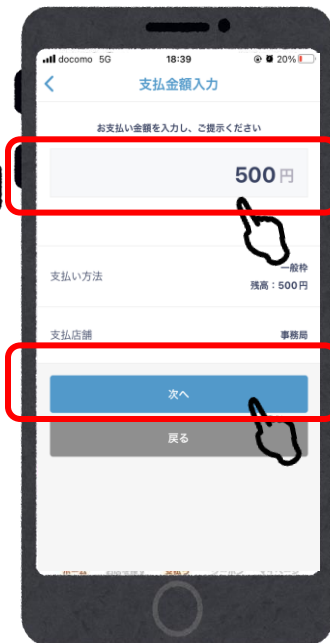 docomo 5G 18:39 20%
支払金額入力
お支払い金額を入力し、ご提示ください
500円
支払い方法 一般枠
残高：500円
支払店舗 事務局
次へ
戻る